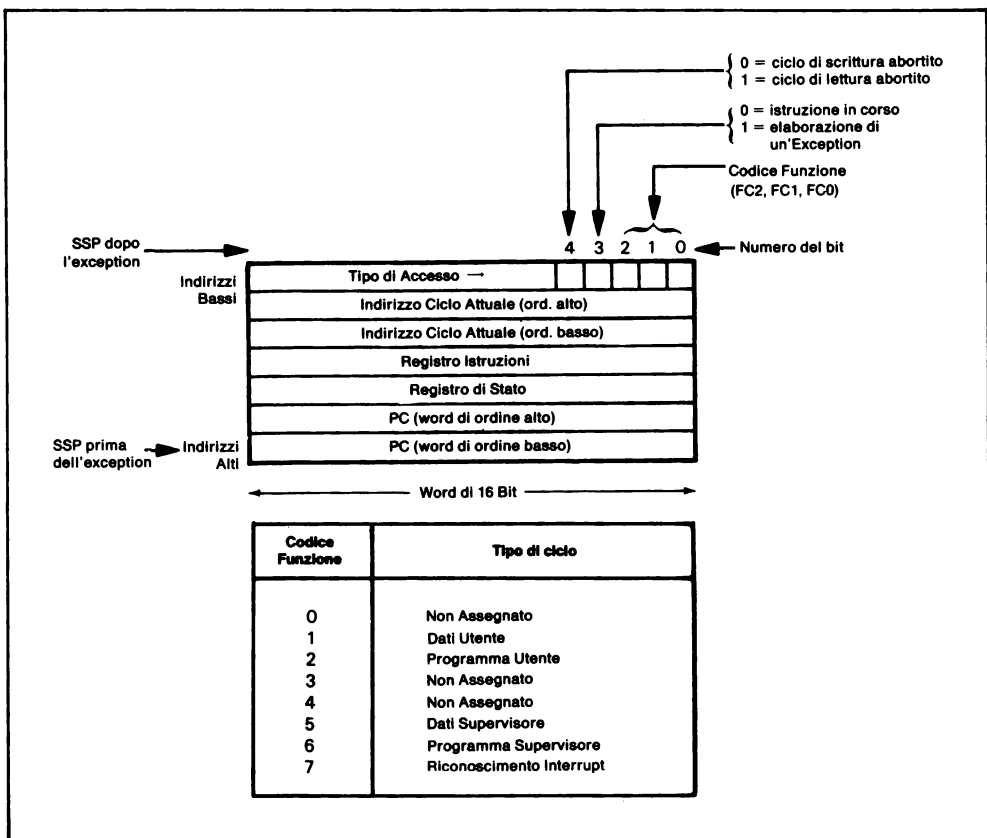 0 = ciclo di scrittura abortito
1 = ciclo di lettura abortito
0 = istruzione in corso
1 = elaborazione di
un'Exception
Codice Funzione
(FC2, FC1, FC0)
SSP dopo
l'exception
4 3 2 1 0
Numero del bit
Indirizzi
Bassi
Tipo di Accesso →
Indirizzo Ciclo Attuale (ord. alto)
Indirizzo Ciclo Attuale (ord. basso)
Registro Istruzioni
Registro di Stato
PC (word di ordine alto)
SSP prima
dell'exception
Indirizzi
Alti
PC (word di ordine basso)
Word di 16 Bit
Codice
Funzione
Tipo di ciclo
0 Non Assegnato
1 Dati Utente
2 Programma Utente
3 Non Assegnato
4 Non Assegnato
5 Dati Supervisore
6 Programma Supervisore
7 Riconoscimento Interrupt